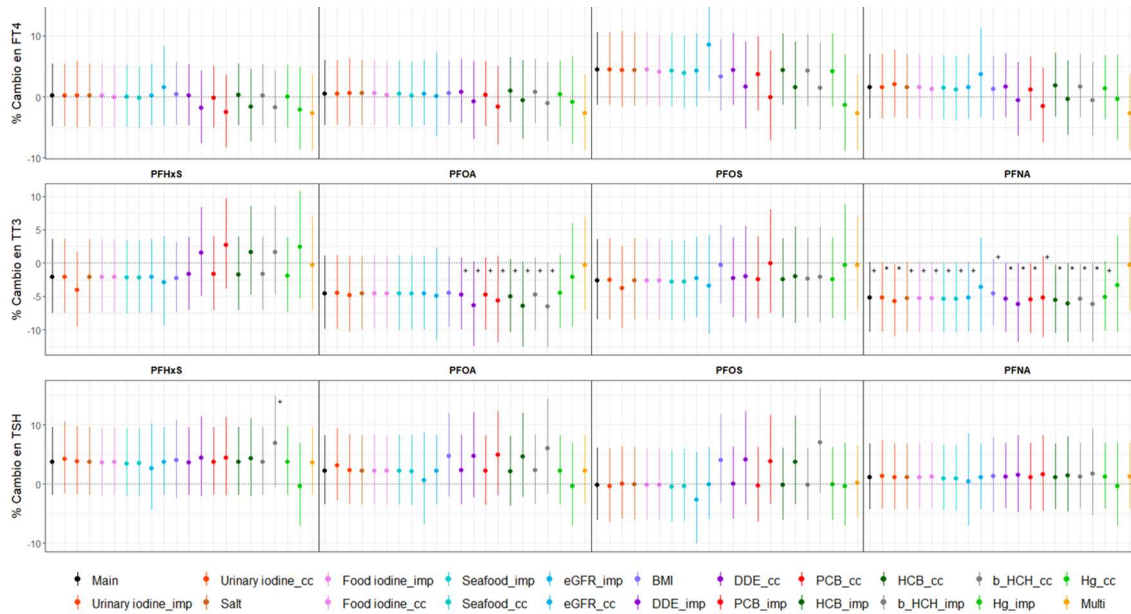 % Cambio en FT4
10
0
-10
PFHxS PFOA PFOS PFNA
% Cambio en TT3
10
5
0
-5
-10
* * * * * * * * * * * * * * * * * * * * * * * * * * *
PFHxS PFOA PFOS PFNA
% Cambio en TSH
*
10
0
-10
Main Urinary iodine_cc Food iodine_imp Seafood_imp eGFR_imp BMI DDE_cc PCB_cc HCB_cc b_HCH_cc Hg_cc
Urinary iodine_imp Salt Food iodine_cc Seafood_cc eGFR_cc DDE_imp PCB_imp HCB_imp b_HCH_imp Hg_imp Multi